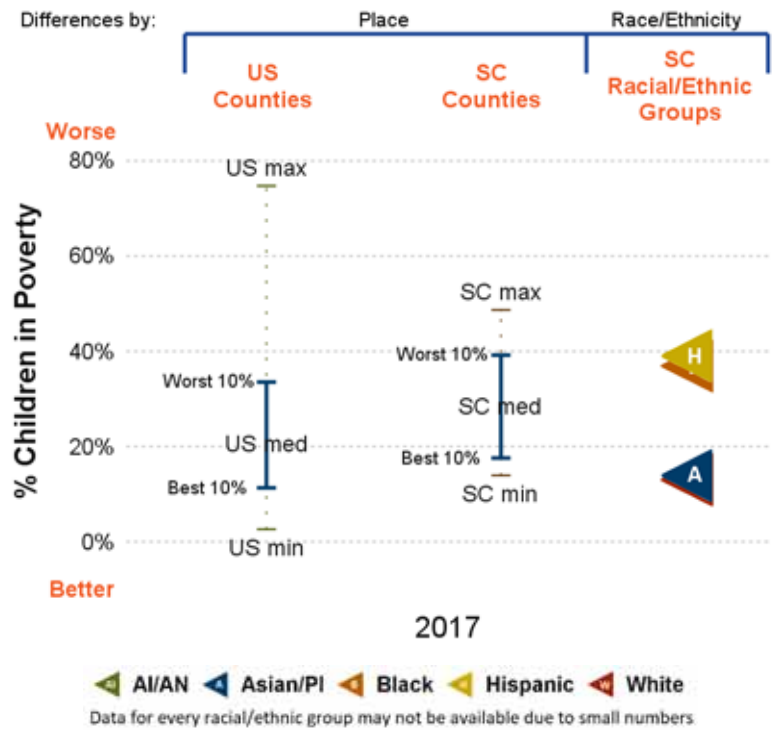 Differences by: Place Race/Ethnicity
US Counties
SC Counties
SC Racial/Ethnic Groups
Worse
80%
US max
60%
SC max
40%
Worst 10%
Worst 10%
H
% Children in Poverty
US med
SC med
20%
Best 10%
Best 10%
A
SC min
0%
US min
Better
2017
AI/AN Asian/PI Black Hispanic White
Data for every racial/ethnic group may not be available due to small numbers